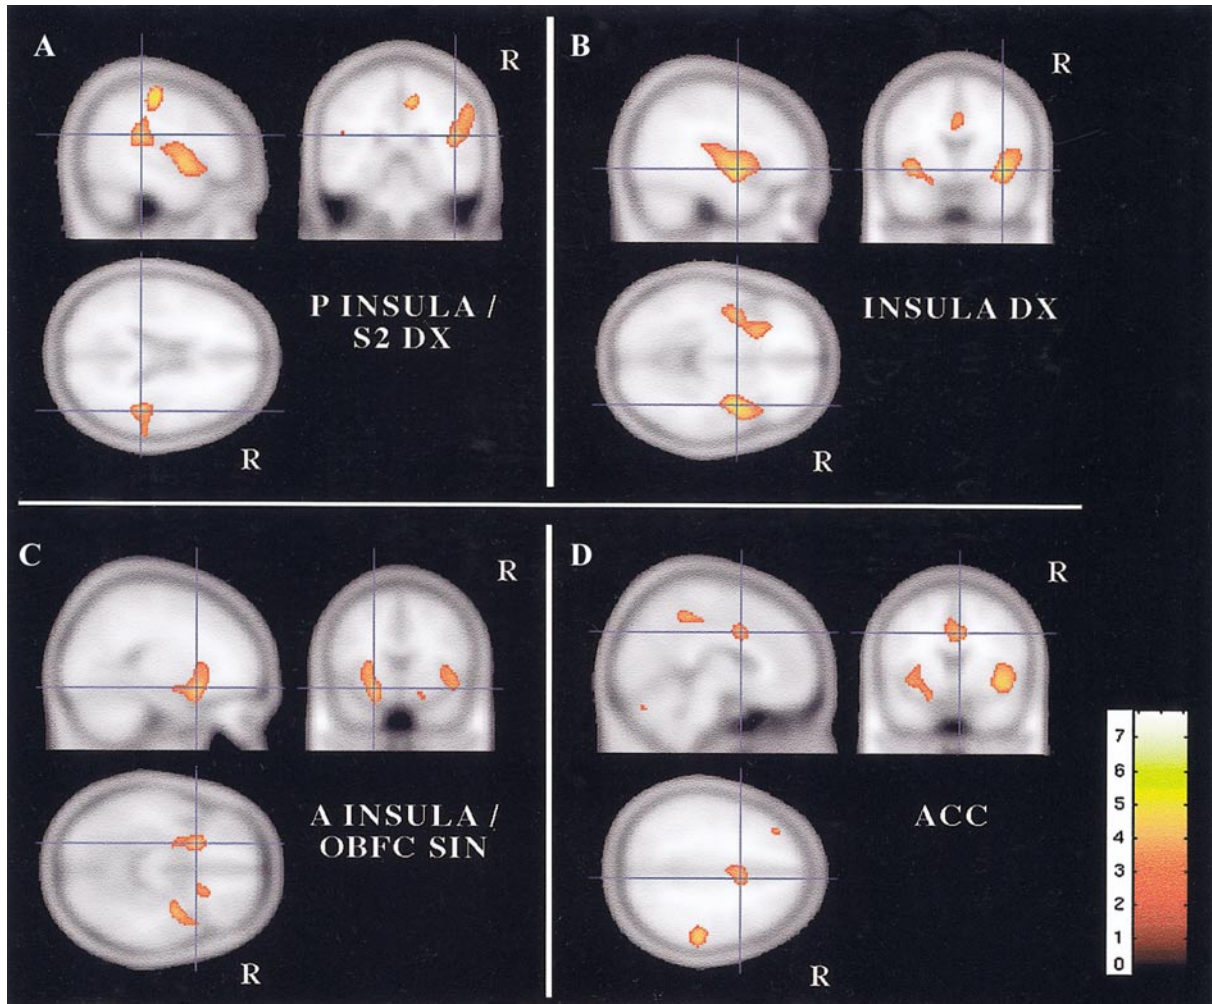 A
R
P INSULA /
S2 DX
R
B
R
INSULA DX
R
C
R
A INSULA /
OBFC SIN
R
D
R
ACC
R
7
6
5
4
3
2
1
0